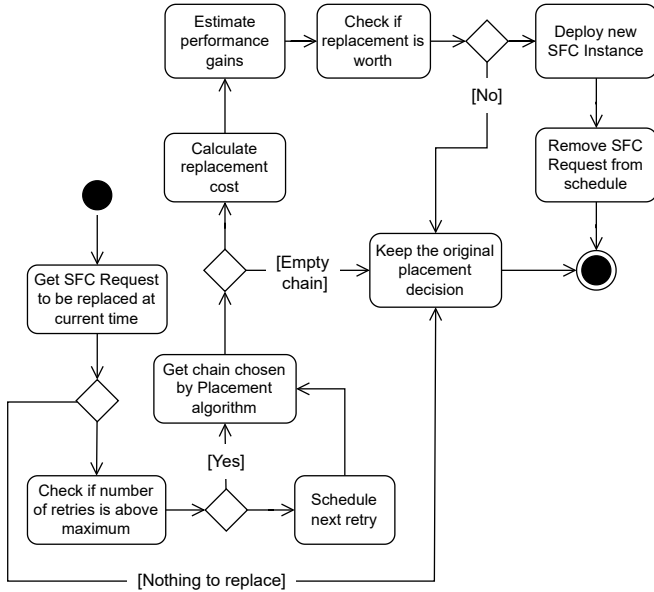 Estimate
performance
gains
Check if
replacement is
worth
Deploy new
SFC Instance
[No]
Calculate
replacement
cost
Remove SFC
Request from
schedule
Get SFC Request
to be replaced at
current time
[Empty
chain]
Keep the original
placement
decision
Get chain chosen
by Placement
algorithm
[Yes]
Check if number
of retries is above
maximum
Schedule
next retry
[Nothing to replace]